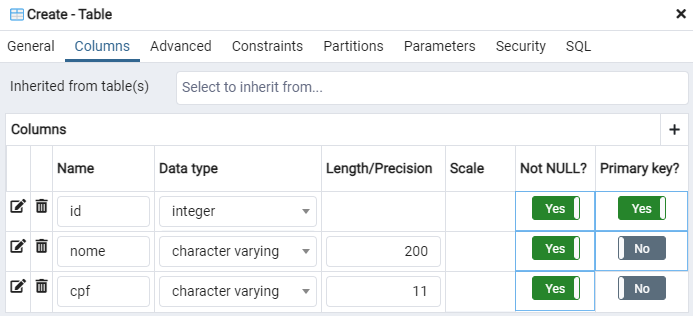 Create - Table
General Columns Advanced Constraints Partitions Parameters Security SQL
Inherited from table(s) Select to inherit from...
Columns
Name Data type Length/Precision Scale Not NULL? Primary key?
id integer Yes Yes
nome character varying 200 Yes No
cpf character varying 11 Yes No